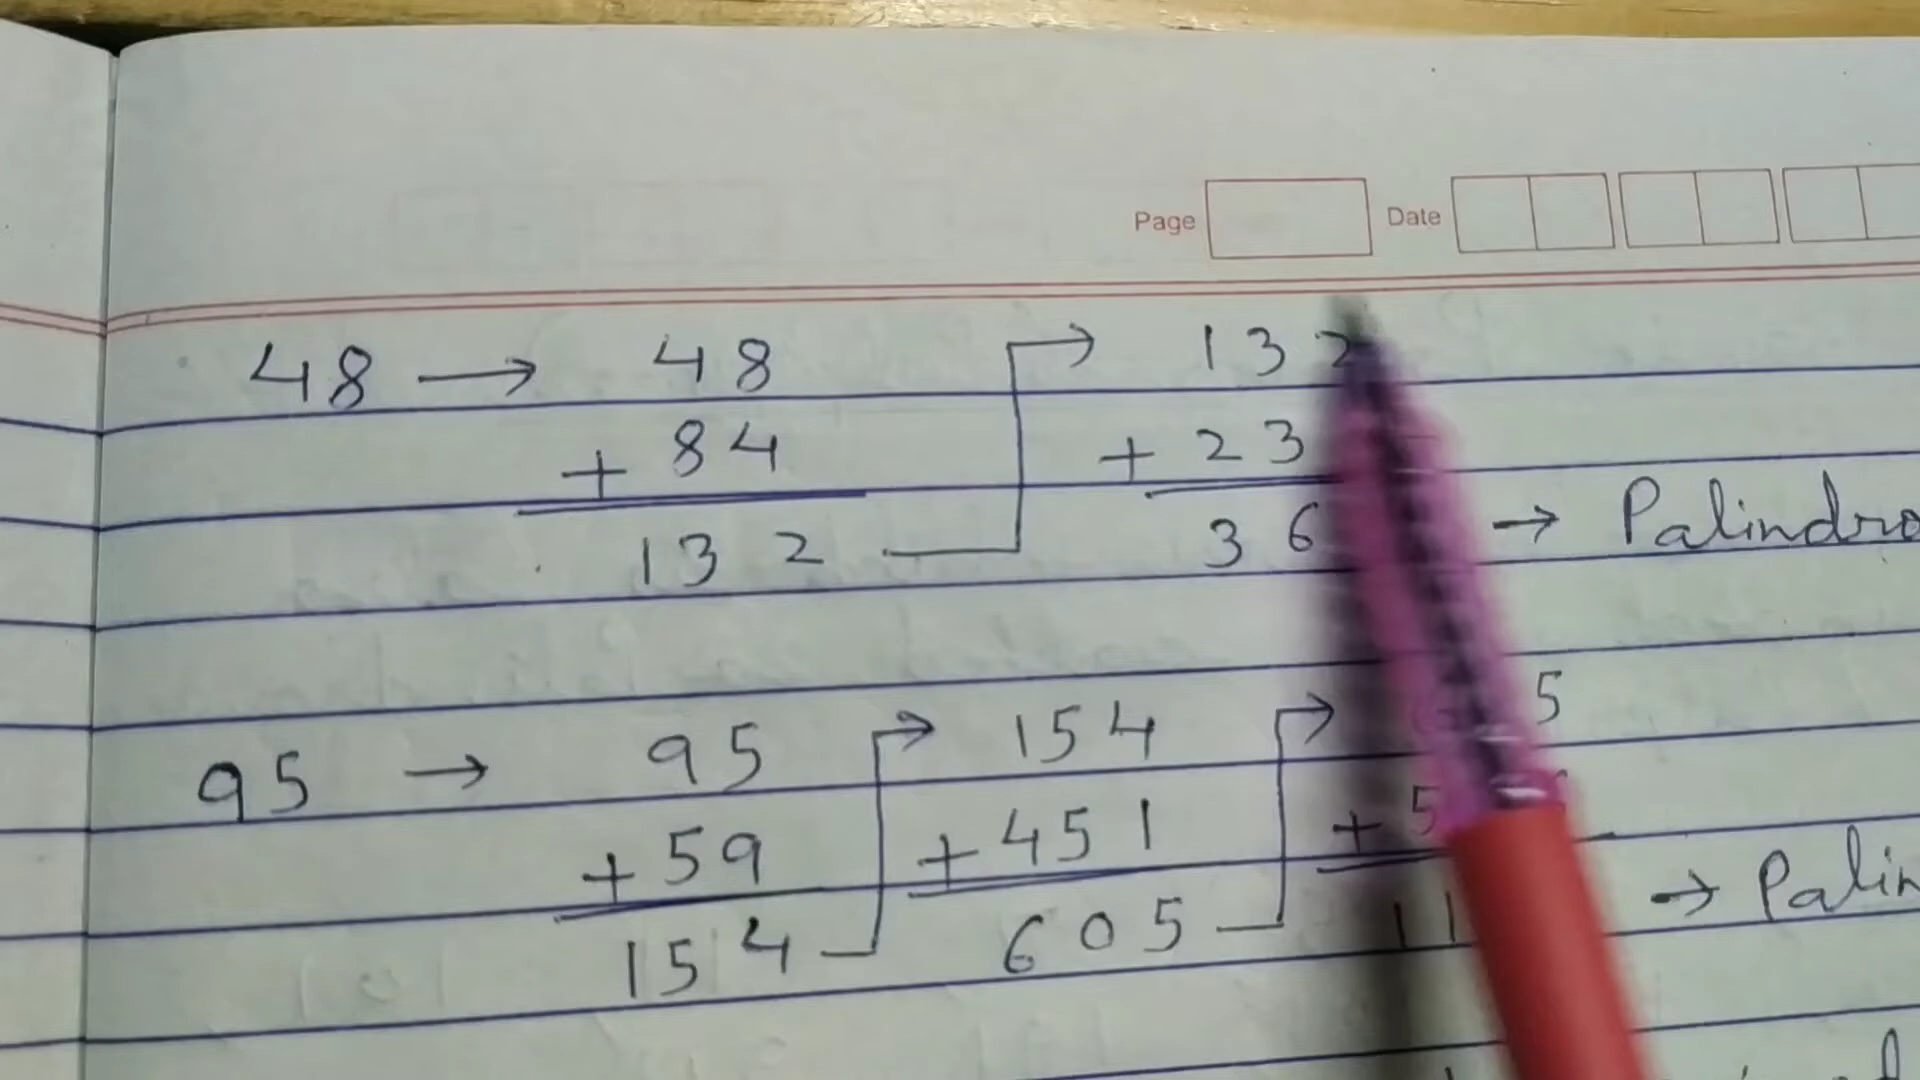 Page Date
48 → 48 → 132
+ 84 + 23
132 36 → Palindro
95 → 95 → 154 → 5
+ 59 + 451 + 5
154 605 11 → Palin